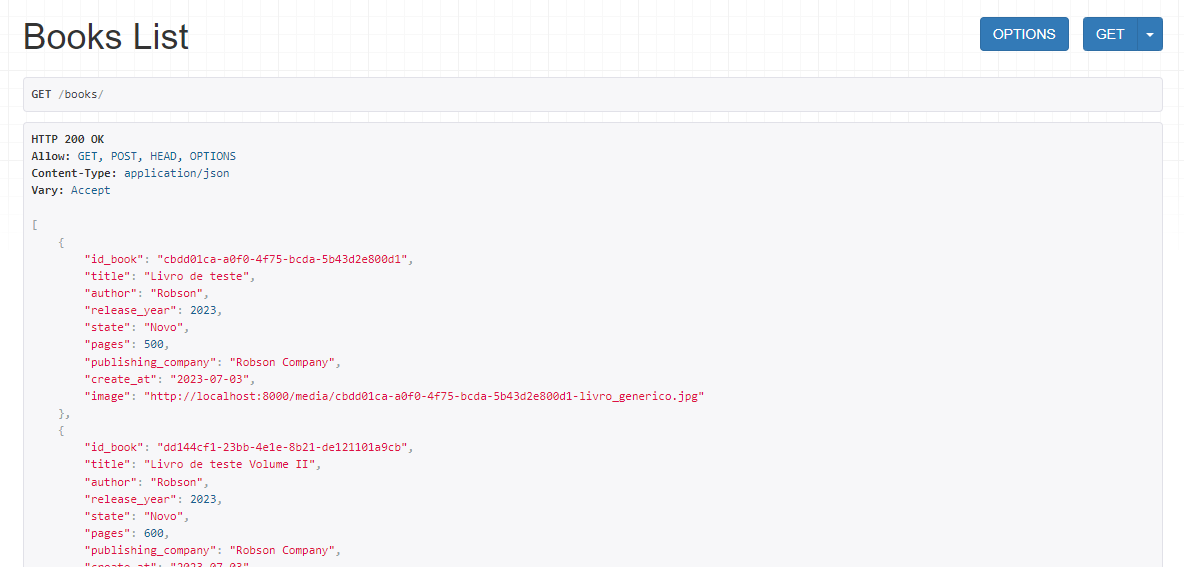 Books List
OPTIONS
GET
GET /books/
HTTP 200 OK
Allow: GET, POST, HEAD, OPTIONS
Content-Type: application/json
Vary: Accept
[
{
"id_book": "cbdd01ca-a0f0-4f75-bcda-5b43d2e800d1",
"title": "Livro de teste",
"author": "Robson",
"release_year": 2023,
"state": "Novo",
"pages": 500,
"publishing_company": "Robson Company",
"create_at": "2023-07-03",
"image": "http://localhost:8000/media/cbdd01ca-a0f0-4f75-bcda-5b43d2e800d1-livro_generico.jpg"
},
{
"id_book": "dd144cf1-23bb-4e1e-8b21-de121101a9cb",
"title": "Livro de teste Volume II",
"author": "Robson",
"release_year": 2023,
"state": "Novo",
"pages": 600,
"publishing_company": "Robson Company",
"create_at": "2023-07-03",